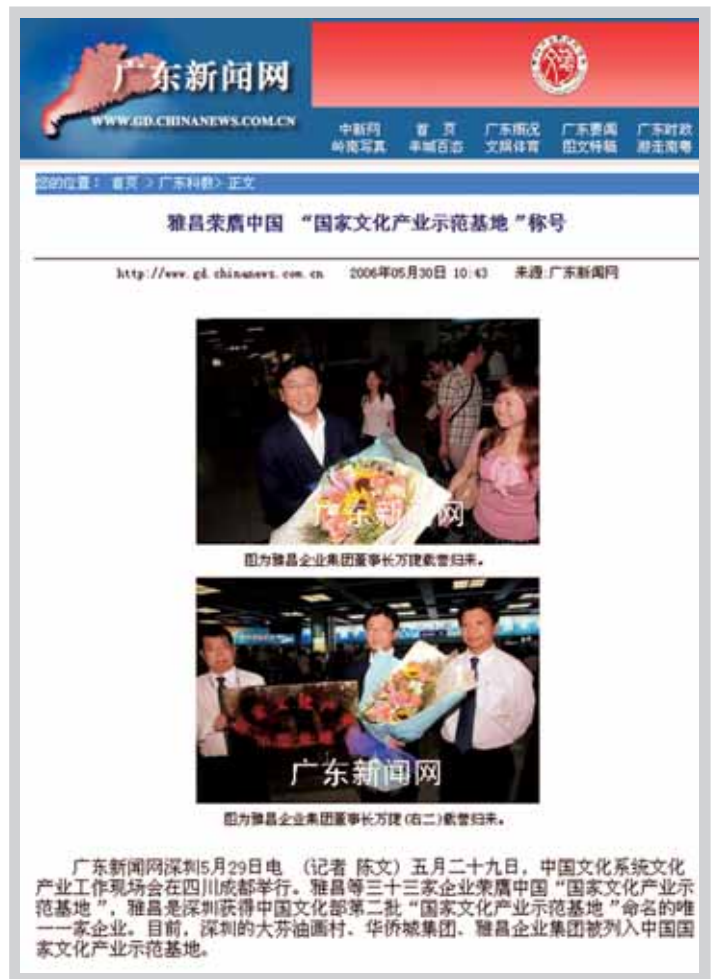 广东新闻网
WWW.GD.CHINANEWS.COM.CN
中新网 首 页 广东概况 广东要闻 广东时政
岭南写真 羊城百态 文娱体育 图文特稿 游走南粤
您的位置： 首页 > 广东科教> 正文
雅昌荣膺中国 “国家文化产业示范基地”称号
http://www.gd.chinanews.com.cn 2006年05月30日 10:43 来源:广东新闻网
广东新闻网
图为雅昌企业集团董事长万捷载誉归来。
广东新闻网
图为雅昌企业集团董事长万捷(右二)载誉归来。
广东新闻网深圳5月29日电 （记者 陈文）五月二十九日，中国文化系统文化
产业工作现场会在四川成都举行。雅昌等三十三家企业荣膺中国“国家文化产业示
范基地”，雅昌是深圳获得中国文化部第二批“国家文化产业示范基地”命名的唯
一一家企业。目前，深圳的大芬油画村、华侨城集团、雅昌企业集团被列入中国国
家文化产业示范基地。